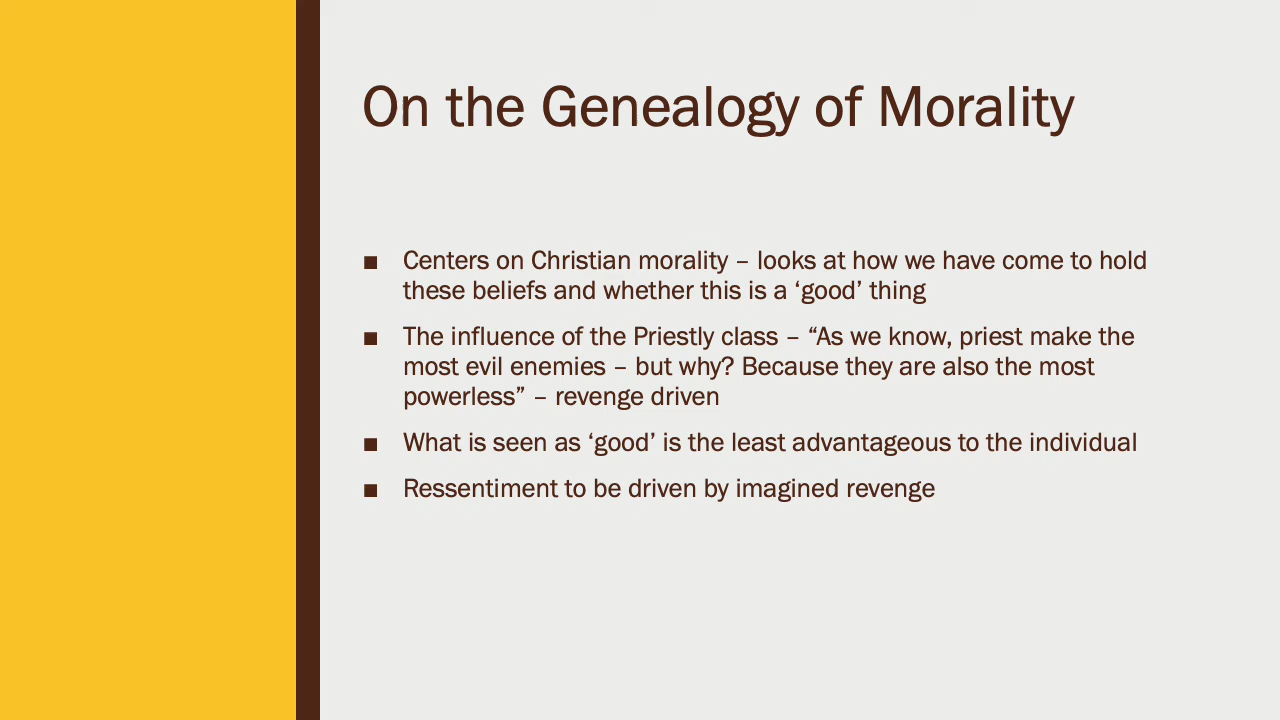 On the Genealogy of Morality
■ Centers on Christian morality – looks at how we have come to hold
these beliefs and whether this is a ‘good’ thing
■ The influence of the Priestly class – “As we know, priest make the
most evil enemies – but why? Because they are also the most
powerless” – revenge driven
■ What is seen as ‘good’ is the least advantageous to the individual
■ Ressentiment to be driven by imagined revenge